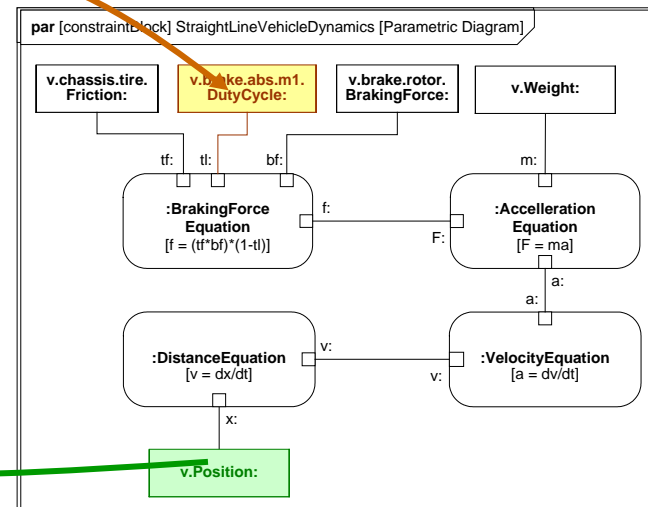 par [constraintBlock] StraightLineVehicleDynamics [Parametric Diagram]
v.chassis.tire.
Friction:
v.brake.abs.m1.
DutyCycle:
v.brake.rotor.
BrakingForce:
v.Weight:
tf:
tl:
bf:
m:
:BrakingForce
Equation
[f = (tf*bf)*(1-tl)]
f:
F:
:Accelleration
Equation
[F = ma]
a:
a:
:DistanceEquation
[v = dx/dt]
v:
v:
:VelocityEquation
[a = dv/dt]
x:
v.Position: